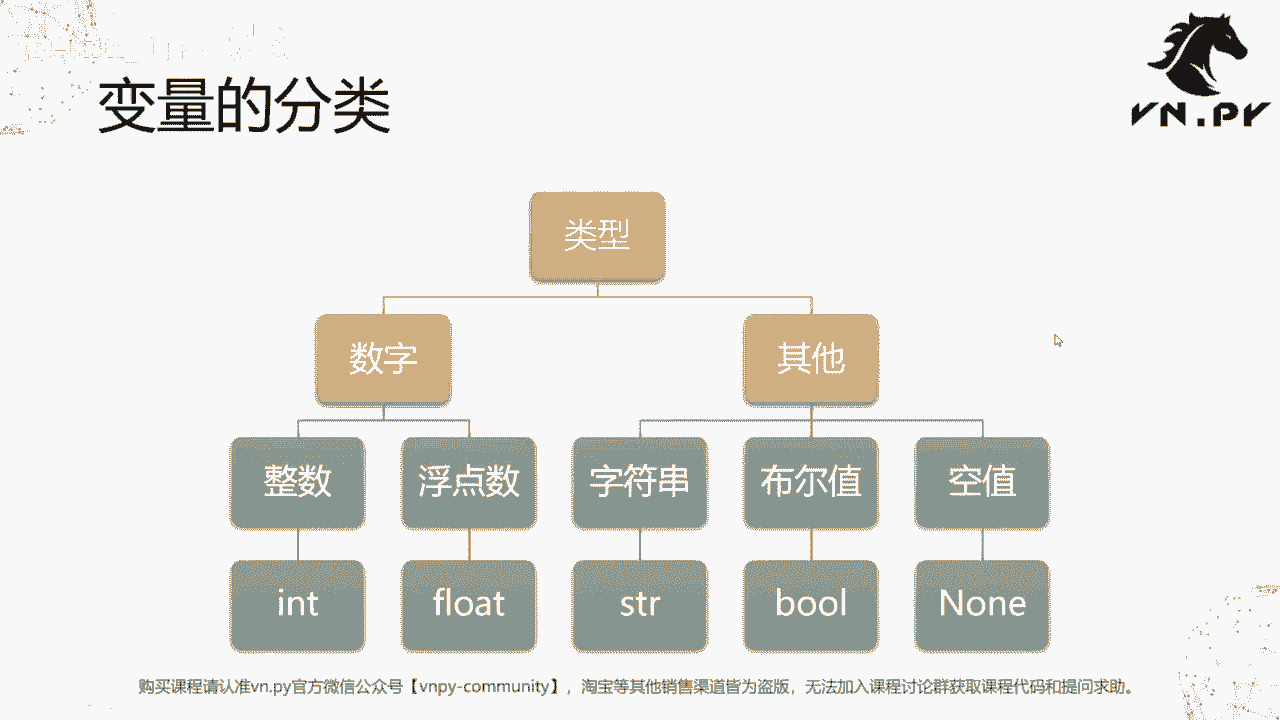 变量的分类
VN.PY
类型
数字
其他
整数
浮点数
字符串
布尔值
空值
int
float
str
bool
None
购买课程请认准vn.py官方微信公众号【vnpy-community】，淘宝等其他销售渠道皆为盗版，无法加入课程讨论群获取课程代码和提问求助。